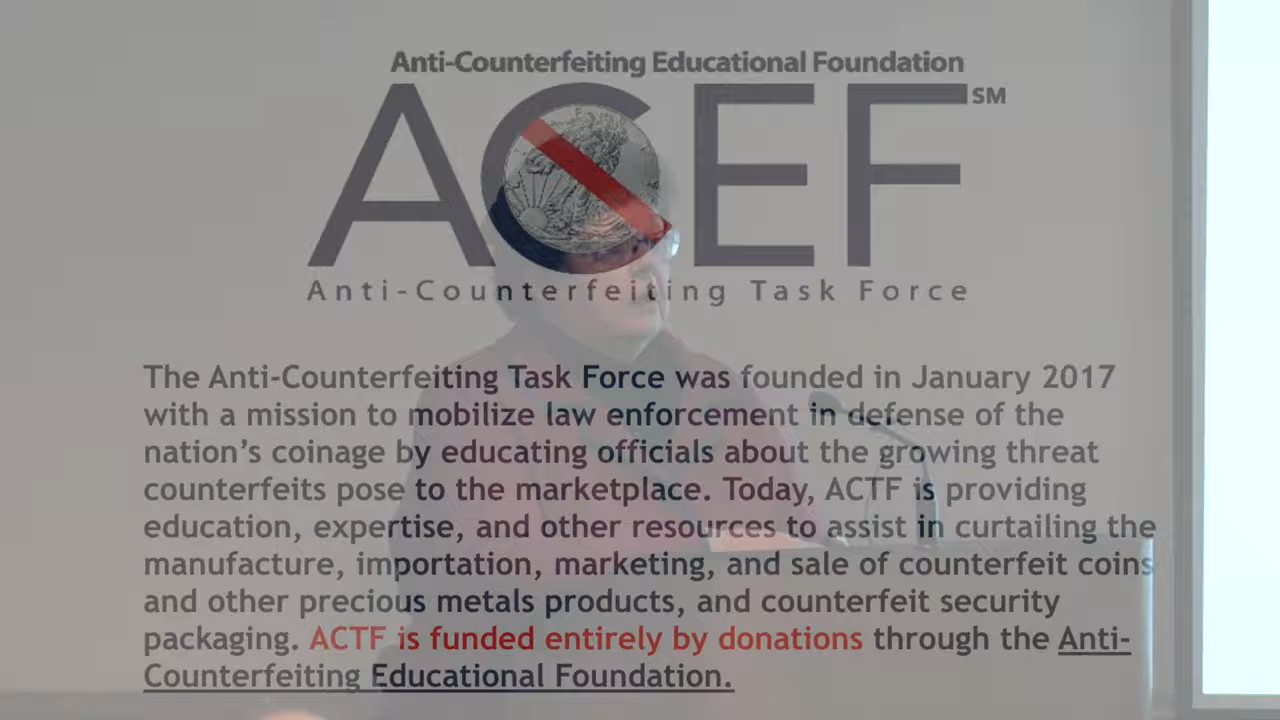 Anti-Counterfeiting Educational Foundation
ACEF SM
Anti-Counterfeiting Task Force
The Anti-Counterfeiting Task Force was founded in January 2017
with a mission to mobilize law enforcement in defense of the
nation’s coinage by educating officials about the growing threat
counterfeits pose to the marketplace. Today, ACTF is providing
education, expertise, and other resources to assist in curtailing the
manufacture, importation, marketing, and sale of counterfeit coins
and other precious metals products, and counterfeit security
packaging. ACTF is funded entirely by donations through the Anti-
Counterfeiting Educational Foundation.